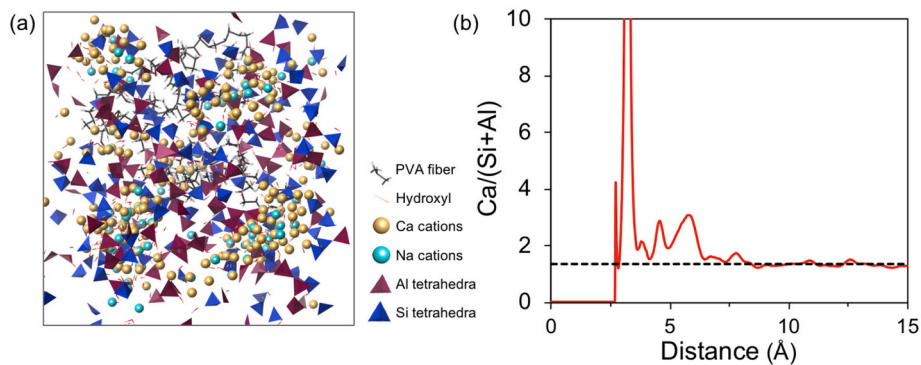 (a)
PVA fiber
Hydroxyl
Ca cations
Na cations
Al tetrahedra
Si tetrahedra
(b)
Ca/(Si+Al)
10
8
6
4
2
0
0 5 10 15
Distance (Å)